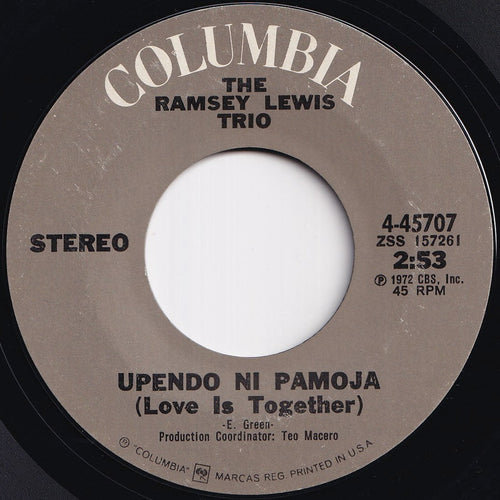 COLUMBIA
THE
RAMSEY LEWIS
TRIO
STEREO
4-45707
ZSS 157261
2:53
Ⓟ 1972 CBS, Inc.
45 RPM
UPENDO NI PAMOJA
(Love Is Together)
-E. Green-
Production Coordinator: Teo Macero
® "COLUMBIA" MARCAS REG. PRINTED IN U.S.A.